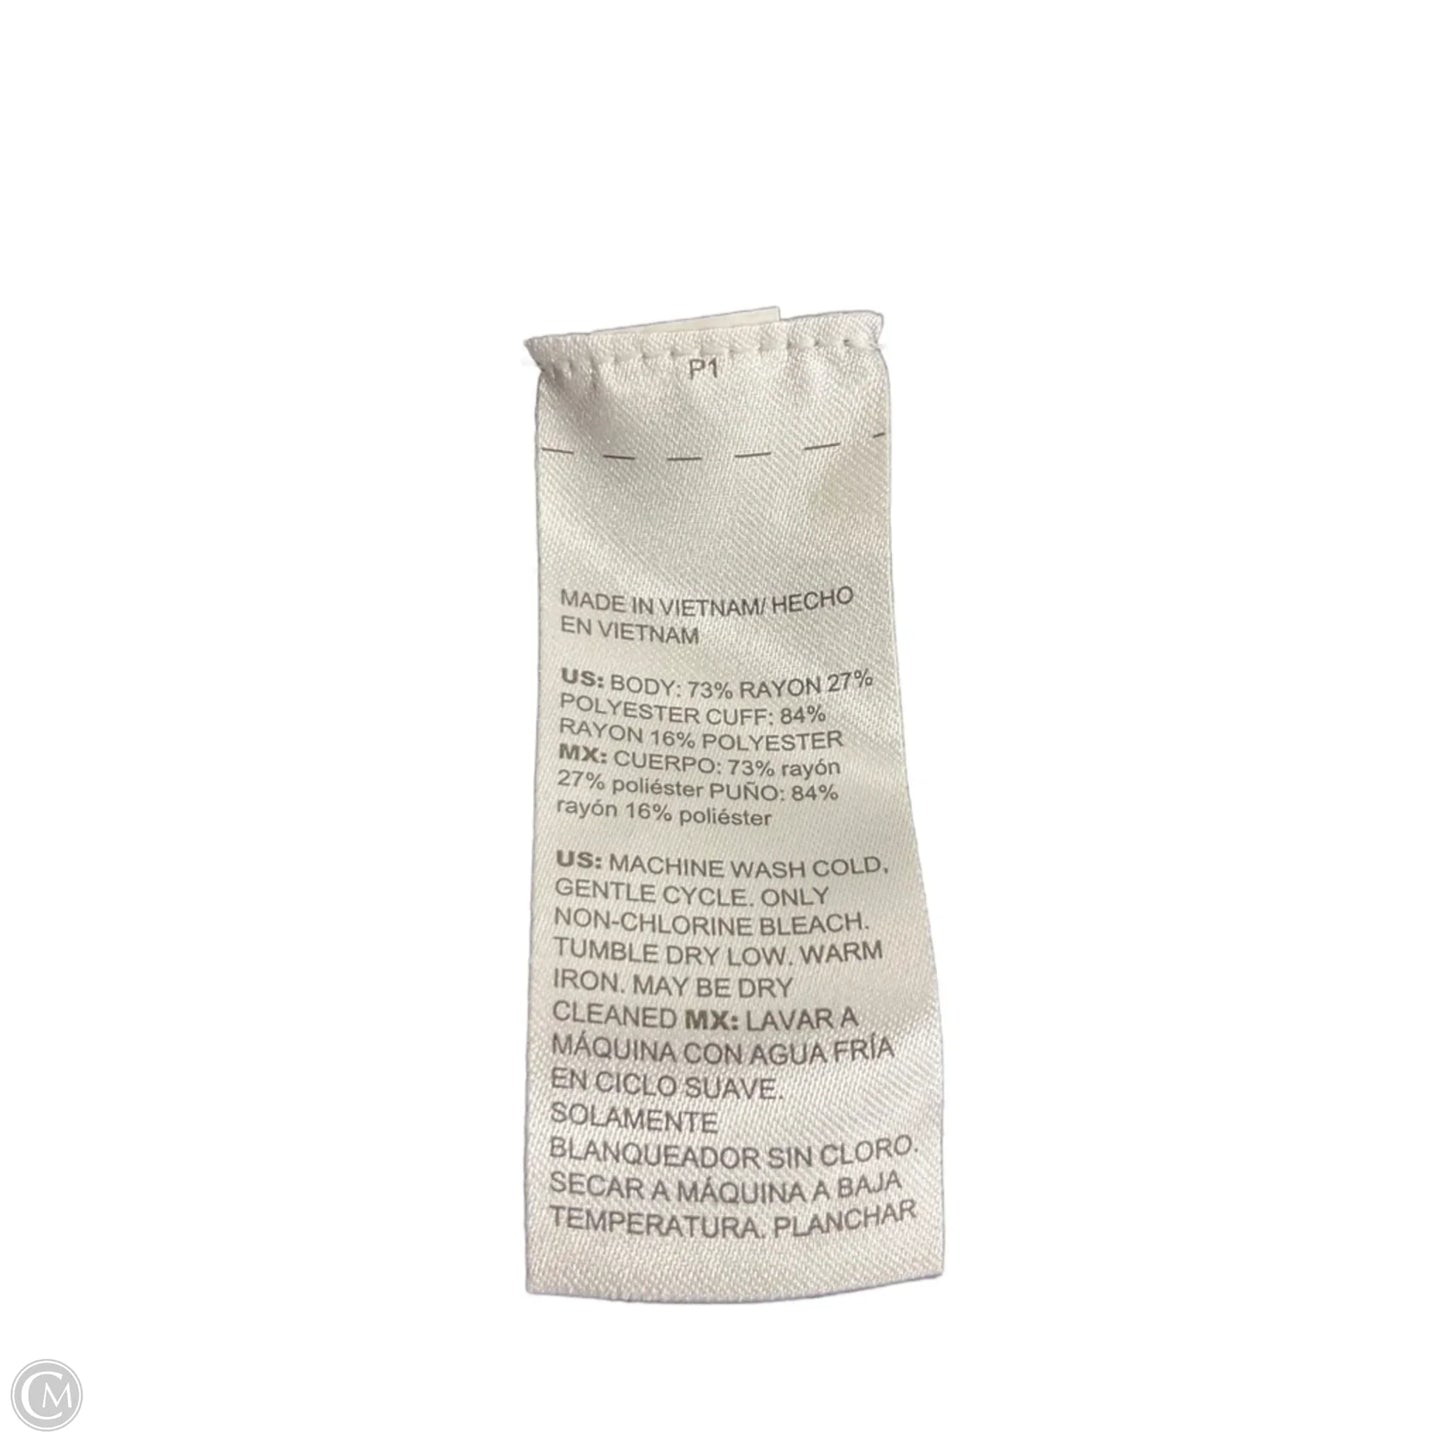 P1
MADE IN VIETNAM/ HECHO
EN VIETNAM
US: BODY: 73% RAYON 27%
POLYESTER CUFF: 84%
RAYON 16% POLYESTER
MX: CUERPO: 73% rayón
27% poliéster PUÑO: 84%
rayón 16% poliéster
US: MACHINE WASH COLD,
GENTLE CYCLE. ONLY
NON-CHLORINE BLEACH.
TUMBLE DRY LOW. WARM
IRON. MAY BE DRY
CLEANED MX: LAVAR A
MÁQUINA CON AGUA FRÍA
EN CICLO SUAVE.
SOLAMENTE
BLANQUEADOR SIN CLORO.
SECAR A MÁQUINA A BAJA
TEMPERATURA. PLANCHAR
CM